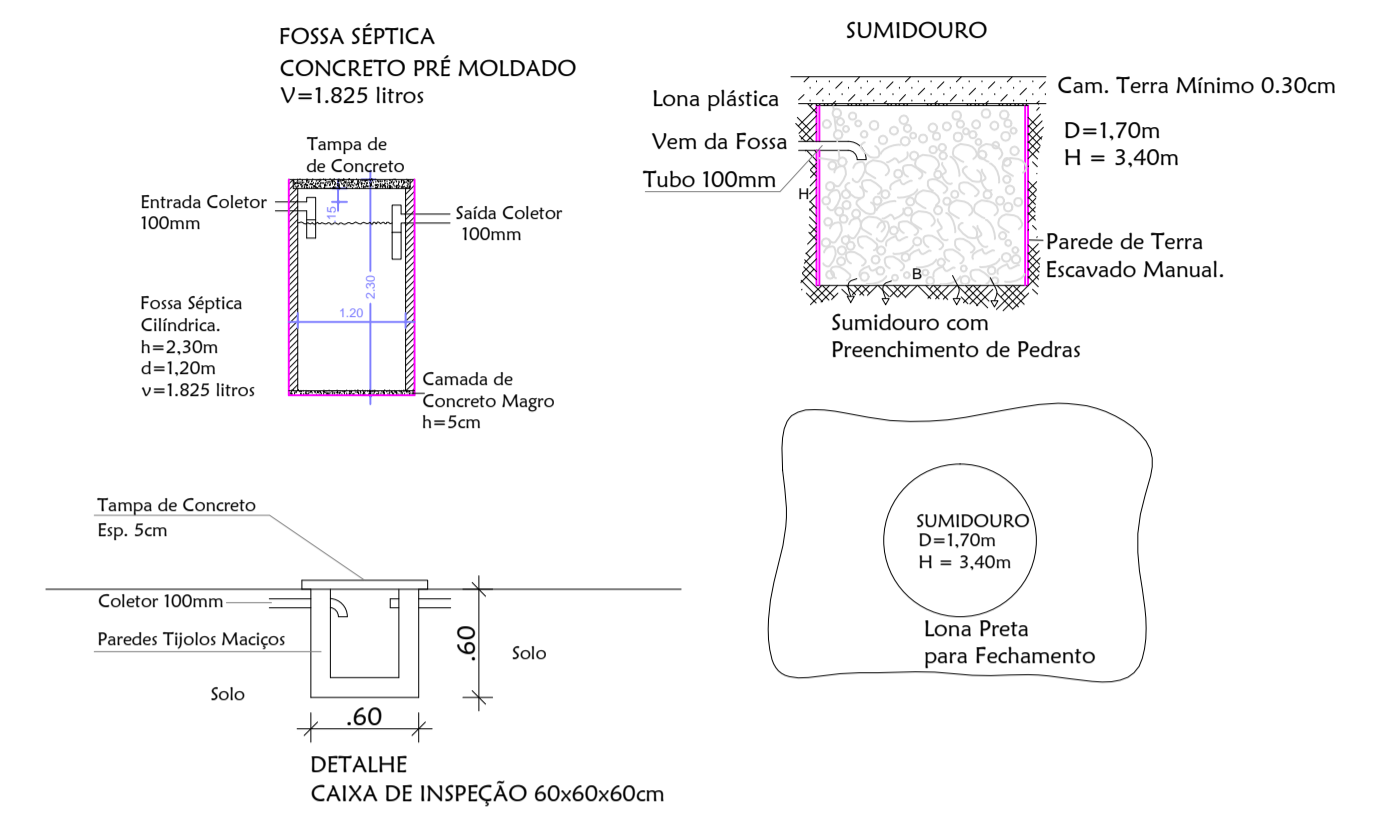 FOSSA SÉPTICA
CONCRETO PRÉ MOLDADO
V=1.825 litros
Tampa de
de Concreto
Entrada Coletor
100mm
.15
Saída Coletor
100mm
2.30
1.20
Fossa Séptica
Cilíndrica.
h=2,30m
d=1,20m
v=1.825 litros
Camada de
Concreto Magro
h=5cm
SUMIDOURO
Lona plástica
Cam. Terra Mínimo 0.30cm
Vem da Fossa
D=1,70m
H = 3,40m
Tubo 100mm
H
Parede de Terra
Escavado Manual.
B
Sumidouro com
Preenchimento de Pedras
Tampa de Concreto
Esp. 5cm
Coletor 100mm
Paredes Tijolos Maciços
.60
Solo
Solo
.60
DETALHE
CAIXA DE INSPEÇÃO 60x60x60cm
SUMIDOURO
D=1,70m
H = 3,40m
Lona Preta
para Fechamento